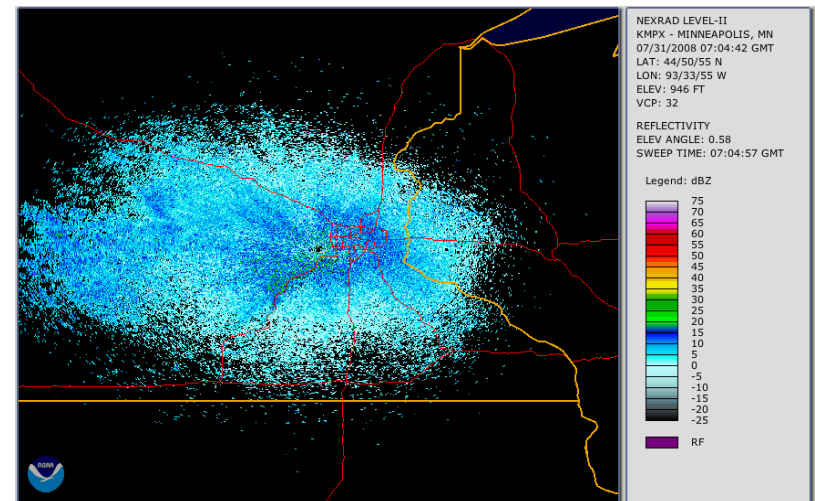 NEXRAD LEVEL-II
KMPX - MINNEAPOLIS, MN
07/31/2008 07:04:42 GMT
LAT: 44/50/55 N
LON: 93/33/55 W
ELEV: 946 FT
VCP: 32
REFLECTIVITY
ELEV ANGLE: 0.58
SWEEP TIME: 07:04:57 GMT
Legend: dBZ
75
70
65
60
55
50
45
40
35
30
25
20
15
10
5
0
-5
-10
-15
-20
-25
RF
NOAA